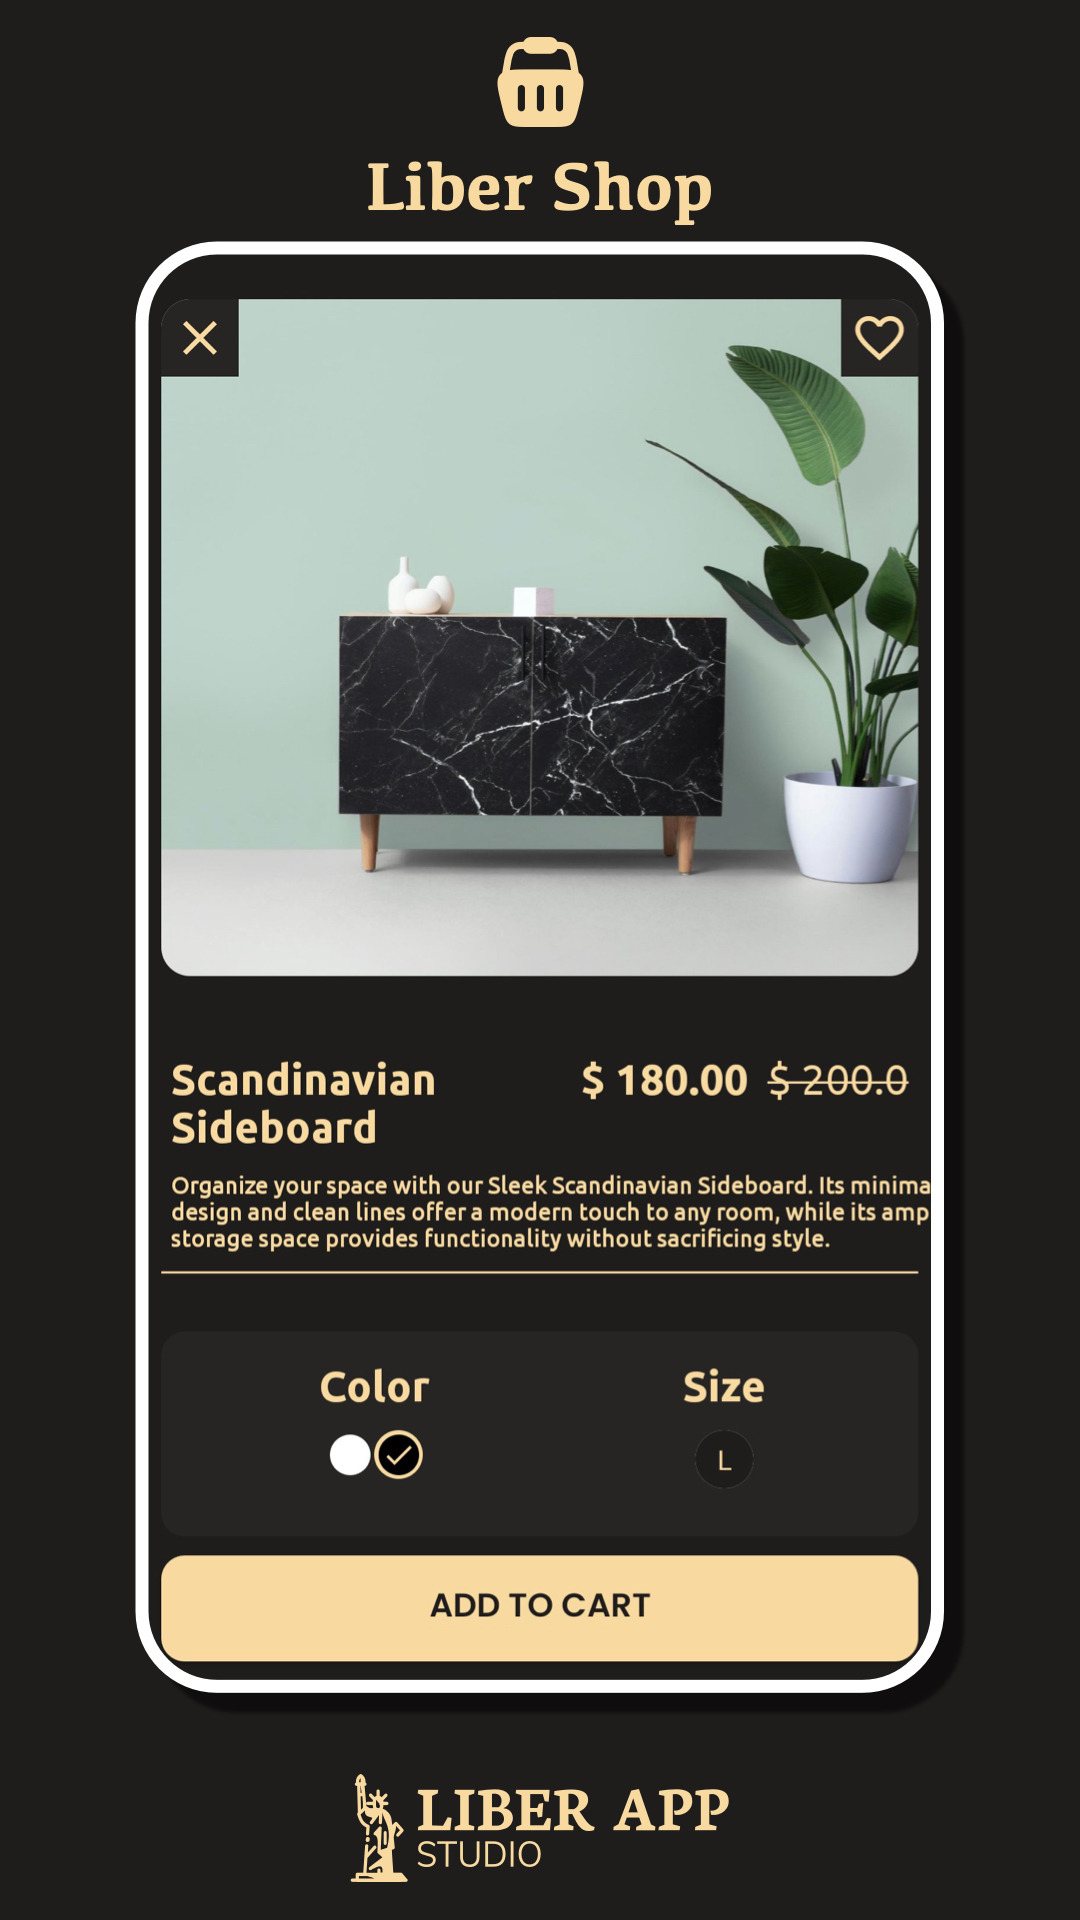 Liber Shop
Scandinavian
Sideboard
$ 180.00 $ 200.0
Organize your space with our Sleek Scandinavian Sideboard. Its minima
design and clean lines offer a modern touch to any room, while its amp
storage space provides functionality without sacrificing style.
Color
Size
L
ADD TO CART
LIBER APP
STUDIO